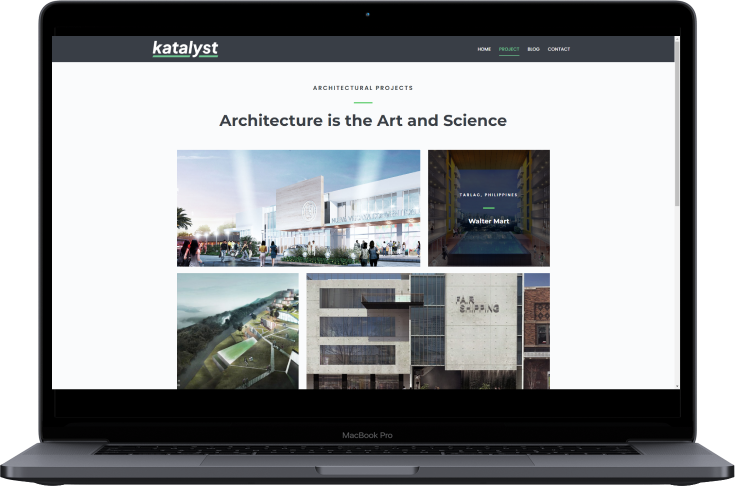 katalyst
HOME PROJECT BLOG CONTACT
ARCHITECTURAL PROJECTS
Architecture is the Art and Science
TARLAC, PHILIPPINES
Walter Mart
FAIR
SHIPPING
MacBook Pro